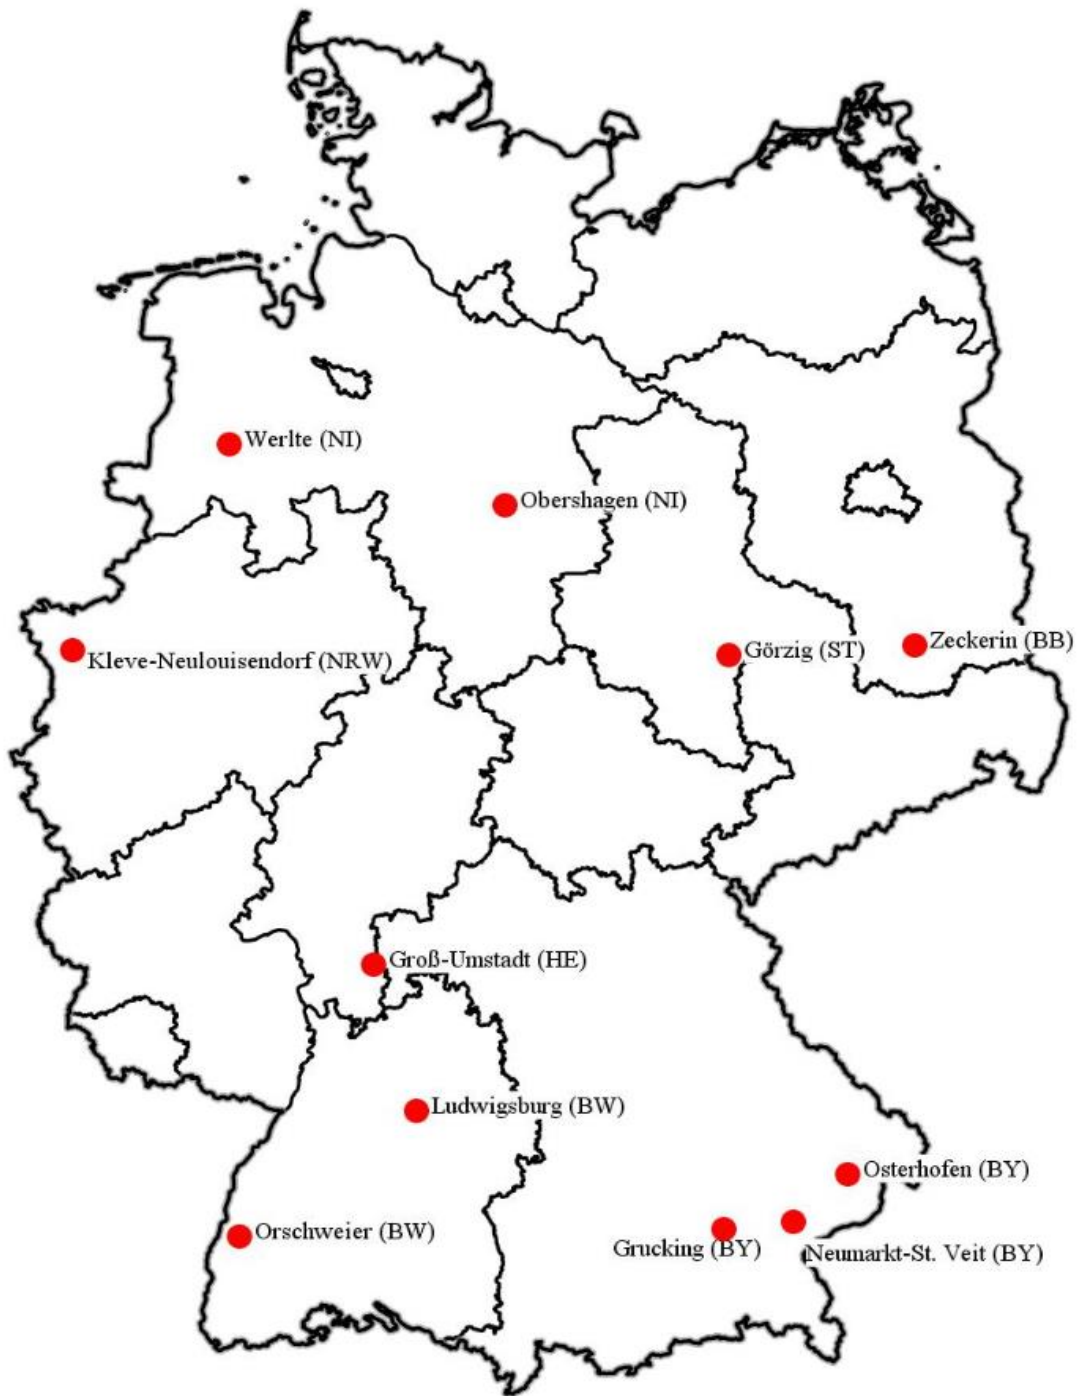 Werlte (NI)
Obershagen (NI)
Kleve-Neulouisendorf (NRW)
Görzig (ST)
Zeckerin (BB)
Groß-Umstadt (HE)
Ludwigsburg (BW)
Osterhofen (BY)
Orschweier (BW)
Grucking (BY)
Neumarkt-St. Veit (BY)